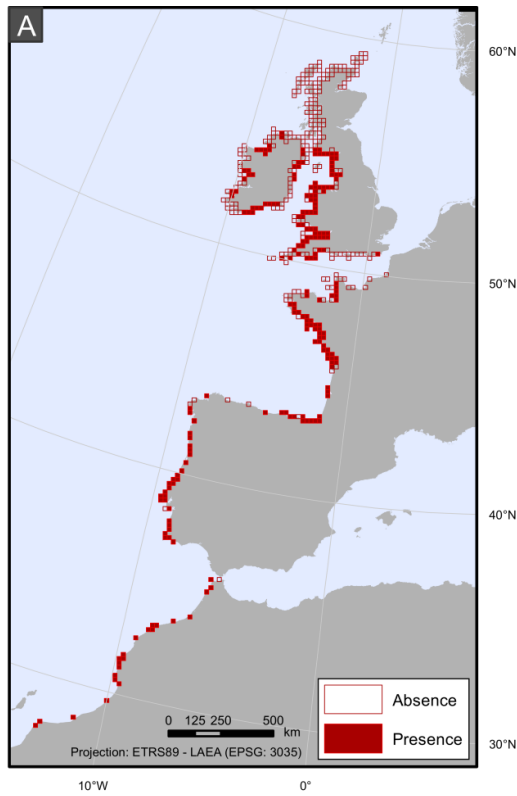 A
60°N
50°N
40°N
Absence
Presence
0 125 250 500
km
Projection: ETRS89 - LAEA (EPSG: 3035)
30°N
10°W 0°